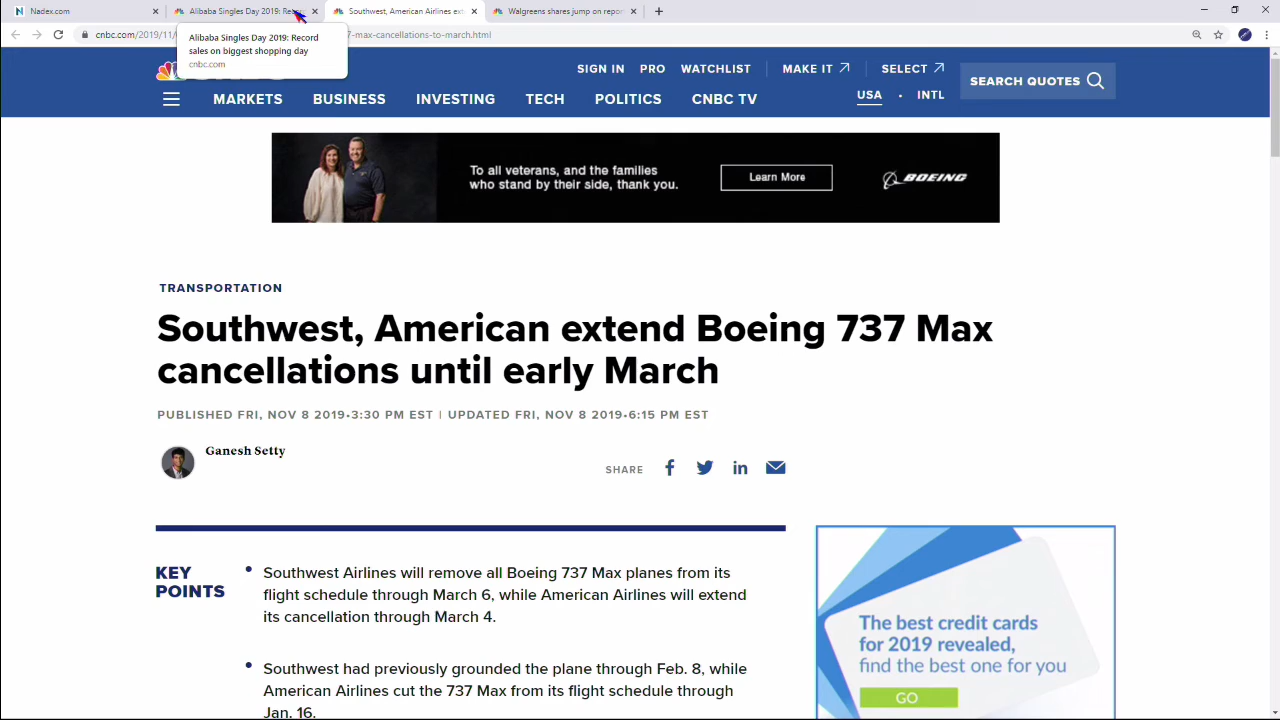 Nadex.com
Alibaba Singles Day 2019: Rec
Southwest, American Airlines ext
Walgreens shares jump on repor
Alibaba Singles Day 2019: Record
sales on biggest shopping day
cnbc.com
cnbc.com/2019/11/
7-max-cancellations-to-march.html
SIGN IN
PRO
WATCHLIST
MAKE IT
SELECT
SEARCH QUOTES
USA
•
INTL
MARKETS
BUSINESS
INVESTING
TECH
POLITICS
CNBC TV
To all veterans, and the families
who stand by their side, thank you.
Learn More
BOEING
TRANSPORTATION
Southwest, American extend Boeing 737 Max
cancellations until early March
PUBLISHED FRI, NOV 8 2019•3:30 PM EST | UPDATED FRI, NOV 8 2019•6:15 PM EST
Ganesh Setty
SHARE
KEY
POINTS
• Southwest Airlines will remove all Boeing 737 Max planes from its
flight schedule through March 6, while American Airlines will extend
its cancellation through March 4.
• Southwest had previously grounded the plane through Feb. 8, while
American Airlines cut the 737 Max from its flight schedule through
Jan. 16.
The best credit cards
for 2019 revealed,
find the best one for you
GO